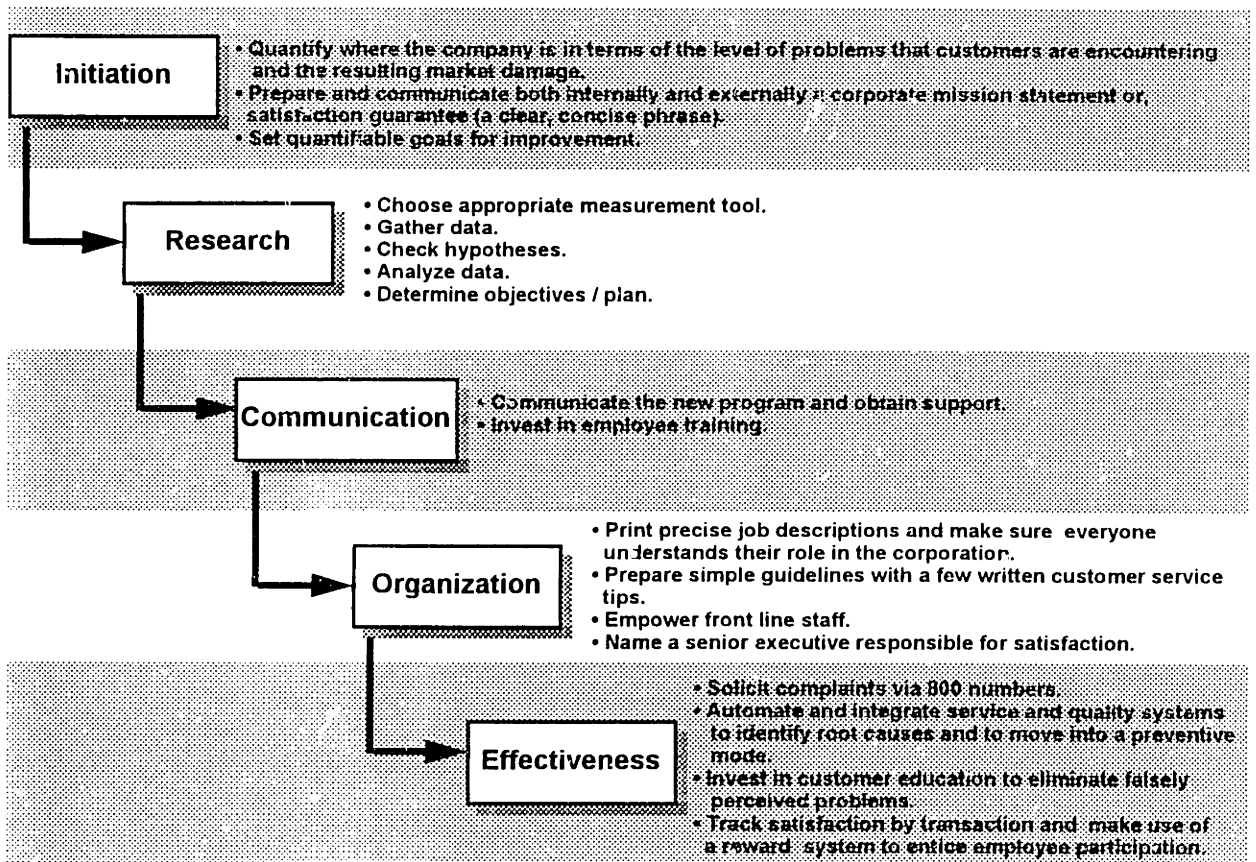 Initiation
• Quantify where the company is in terms of the level of problems that customers are encountering
and the resulting market damage.
• Prepare and communicate both internally and externally a corporate mission statement or,
satisfaction guarantee (a clear, concise phrase).
• Set quantifiable goals for improvement.
Research
• Choose appropriate measurement tool.
• Gather data.
• Check hypotheses.
• Analyze data.
• Determine objectives / plan.
Communication
• Communicate the new program and obtain support.
• Invest in employee training.
Organization
• Print precise job descriptions and make sure everyone
understands their role in the corporation.
• Prepare simple guidelines with a few written customer service
tips.
• Empower front line staff.
• Name a senior executive responsible for satisfaction.
Effectiveness
• Solicit complaints via 800 numbers.
• Automate and integrate service and quality systems
to identify root causes and to move into a preventive
mode.
• Invest in customer education to eliminate falsely
perceived problems.
• Track satisfaction by transaction and make use of
a reward system to entice employee participation.